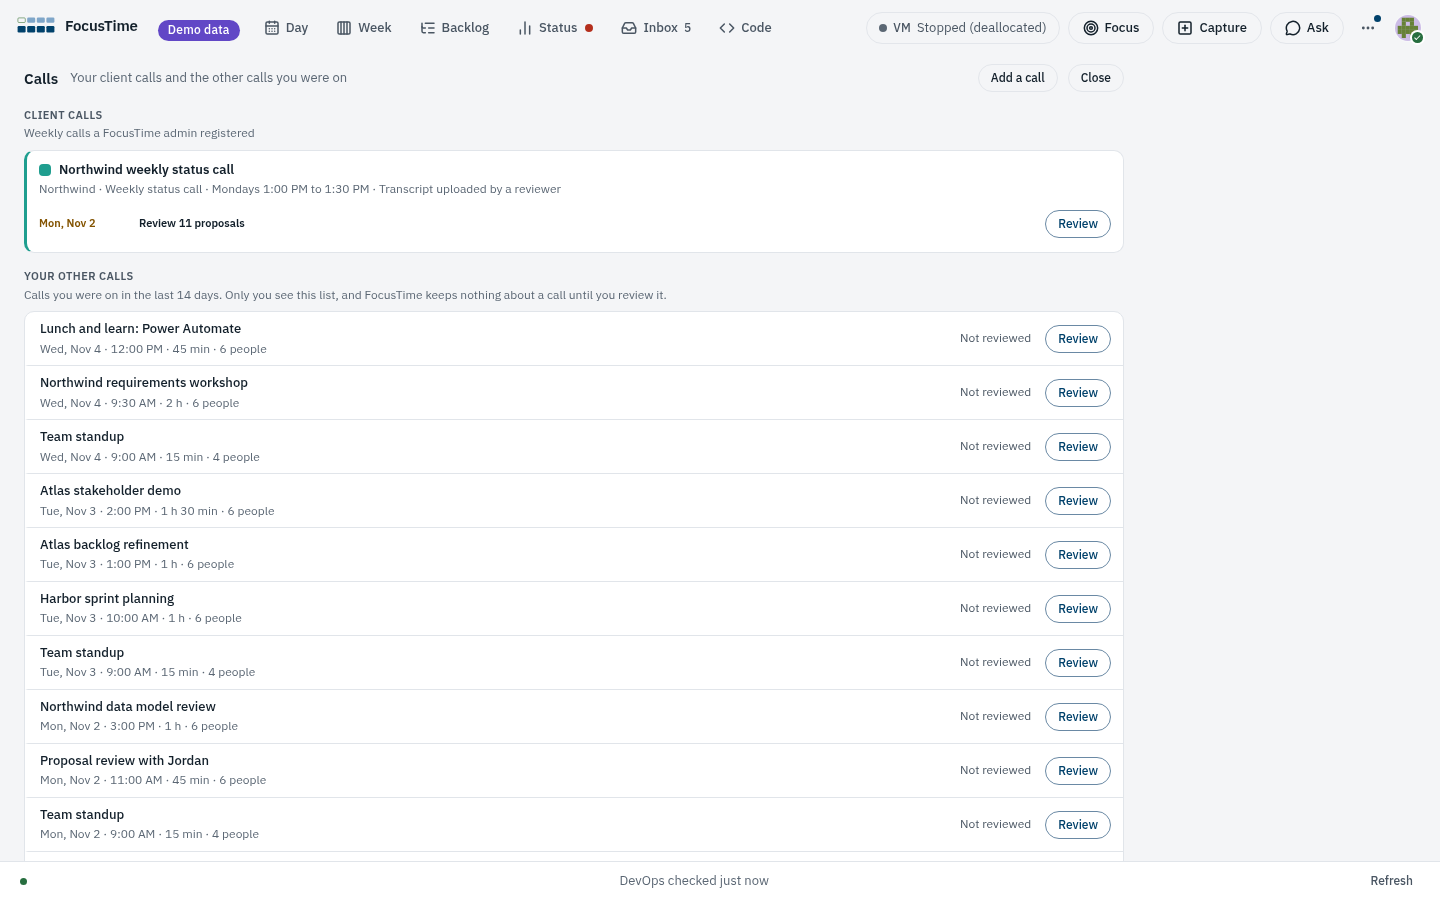 FocusTime
Demo data
Day
Week
Backlog
Status
Inbox 5
Code
VM Stopped (deallocated)
Focus
Capture
Ask
Calls Your client calls and the other calls you were on
Add a call
Close
CLIENT CALLS
Weekly calls a FocusTime admin registered
Northwind weekly status call
Northwind · Weekly status call · Mondays 1:00 PM to 1:30 PM · Transcript uploaded by a reviewer
Mon, Nov 2 Review 11 proposals Review
YOUR OTHER CALLS
Calls you were on in the last 14 days. Only you see this list, and FocusTime keeps nothing about a call until you review it.
Lunch and learn: Power Automate
Wed, Nov 4 · 12:00 PM · 45 min · 6 people
Not reviewed Review
Northwind requirements workshop
Wed, Nov 4 · 9:30 AM · 2 h · 6 people
Not reviewed Review
Team standup
Wed, Nov 4 · 9:00 AM · 15 min · 4 people
Not reviewed Review
Atlas stakeholder demo
Tue, Nov 3 · 2:00 PM · 1 h 30 min · 6 people
Not reviewed Review
Atlas backlog refinement
Tue, Nov 3 · 1:00 PM · 1 h · 6 people
Not reviewed Review
Harbor sprint planning
Tue, Nov 3 · 10:00 AM · 1 h · 6 people
Not reviewed Review
Team standup
Tue, Nov 3 · 9:00 AM · 15 min · 4 people
Not reviewed Review
Northwind data model review
Mon, Nov 2 · 3:00 PM · 1 h · 6 people
Not reviewed Review
Proposal review with Jordan
Mon, Nov 2 · 11:00 AM · 45 min · 6 people
Not reviewed Review
Team standup
Mon, Nov 2 · 9:00 AM · 15 min · 4 people
Not reviewed Review
DevOps checked just now
Refresh